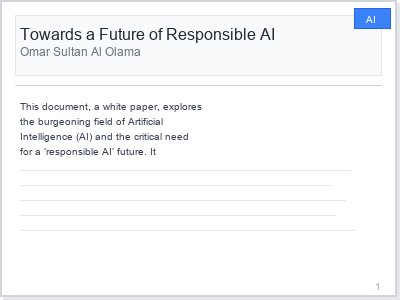 AI
Towards a Future of Responsible AI
Omar Sultan Al Olama
This document, a white paper, explores
the burgeoning field of Artificial
Intelligence (AI) and the critical need
for a ‘responsible AI’ future. It
1